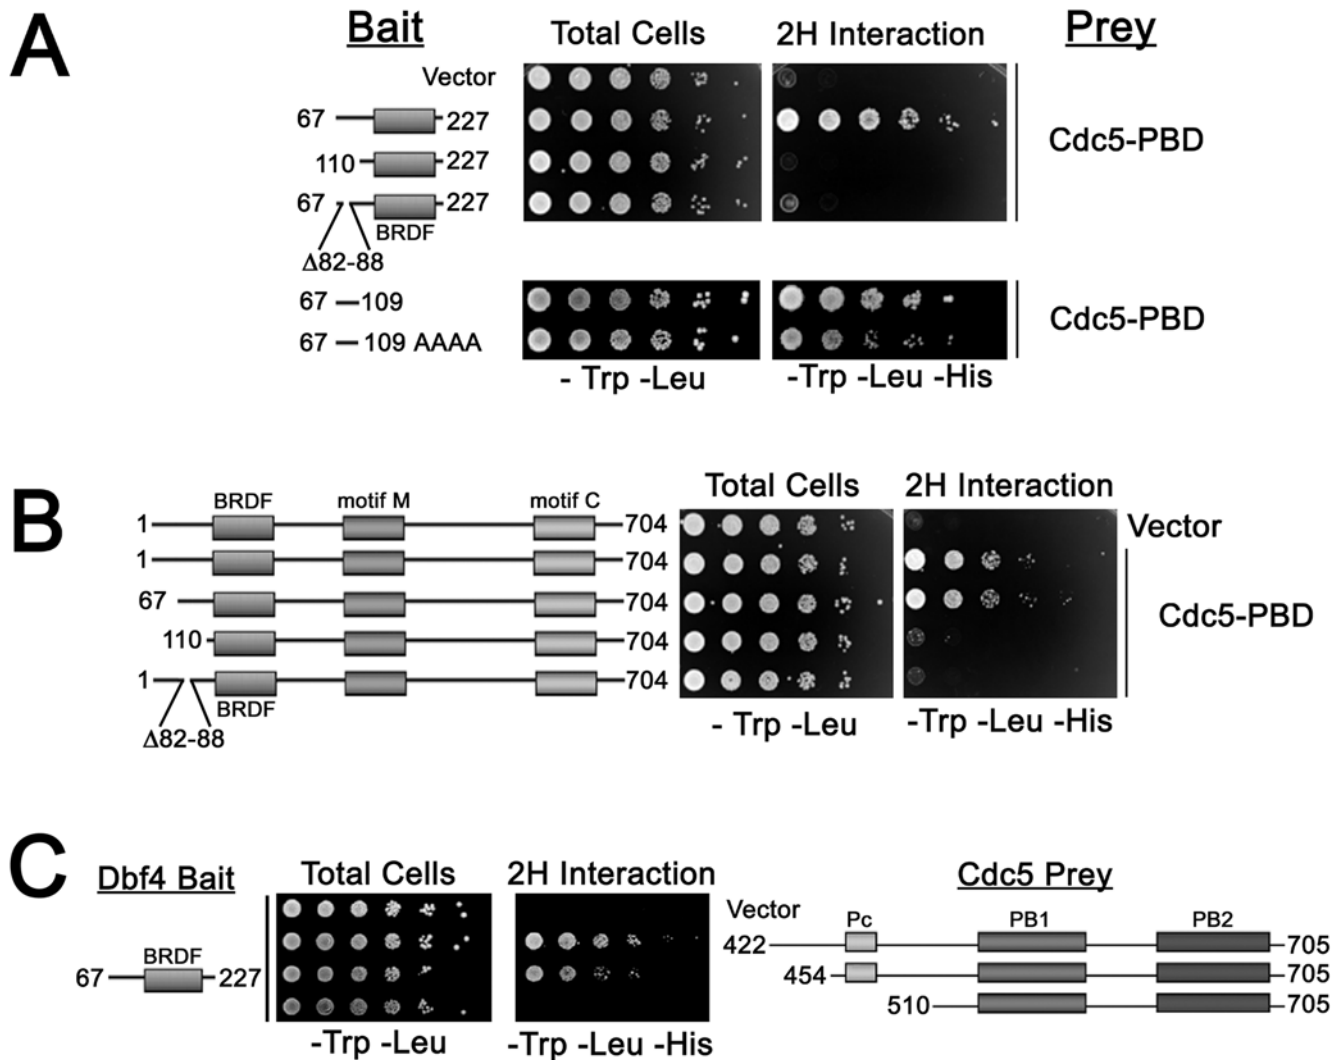 A
Bait
Total Cells
2H Interaction
Prey
Vector
67
227
110
227
67
227
BRDF
Δ82-88
Cdc5-PBD
67
109
67
109 AAAA
Cdc5-PBD
- Trp -Leu
-Trp -Leu -His
B
BRDF
motif M
motif C
Total Cells
2H Interaction
1
704
Vector
1
704
67
704
110
704
1
704
BRDF
Δ82-88
Cdc5-PBD
- Trp -Leu
-Trp -Leu -His
C
Dbf4 Bait
Total Cells
2H Interaction
Cdc5 Prey
BRDF
67
227
Vector
Pc
PB1
PB2
422
705
454
705
510
705
-Trp -Leu
-Trp -Leu -His